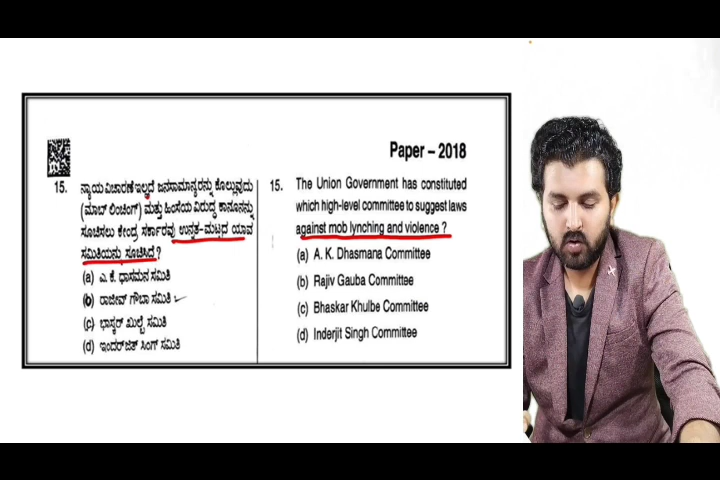 Paper – 2018
15. ನ್ಯಾಯವಿಚಾರಣೆಇಲ್ಲದೆ ಜನಸಾಮಾನ್ಯರನ್ನು ಕೊಲ್ಲುವುದು
(ಮಾಬ್ ಲಿಂಚಿಂಗ್) ಮತ್ತು ಹಿಂಸೆಯ ವಿರುದ್ಧ ಕಾನೂನನ್ನು
ಸೂಚಿಸಲು ಕೇಂದ್ರ ಸರ್ಕಾರವು ಉನ್ನತ-ಮಟ್ಟದ ಯಾವ
ಸಮಿತಿಯನ್ನು ಸೂಚಿಸಿದೆ?
(a) ಎ. ಕೆ. ಧಾಸಮನ ಸಮಿತಿ
(b) ರಾಜೀವ್ ಗೌಬಾ ಸಮಿತಿ
(c) ಭಾಸ್ಕರ್ ಖುಲ್ಬೆ ಸಮಿತಿ
(d) ಇಂದರ್‌ಜಿತ್ ಸಿಂಗ್ ಸಮಿತಿ
15. The Union Government has constituted
which high-level committee to suggest laws
against mob lynching and violence ?
(a) A. K. Dhasmana Committee
(b) Rajiv Gauba Committee
(c) Bhaskar Khulbe Committee
(d) Inderjit Singh Committee